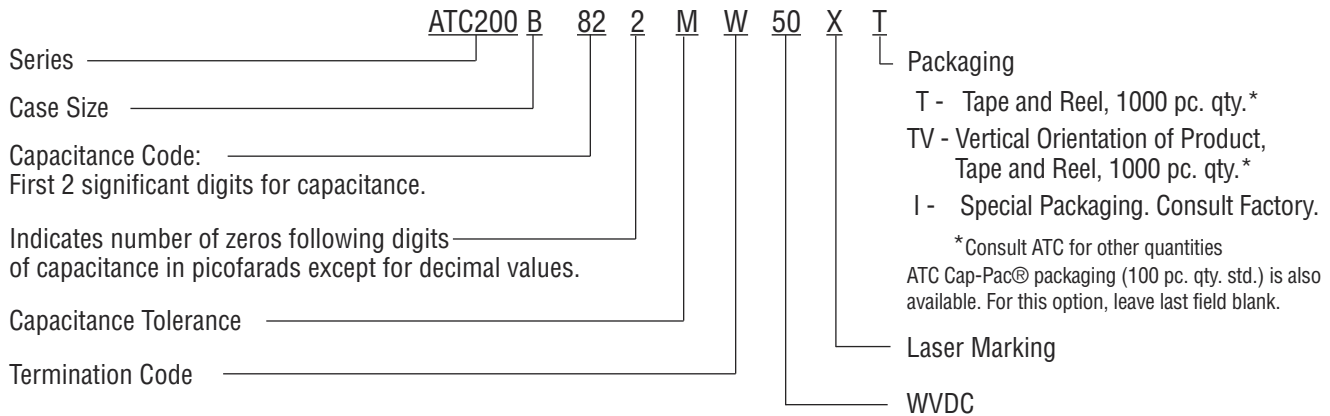 ATC200 B 82 2 M W 50 X T
Series
Case Size
Capacitance Code:
First 2 significant digits for capacitance.
Indicates number of zeros following digits
of capacitance in picofarads except for decimal values.
Capacitance Tolerance
Termination Code
Packaging
T - Tape and Reel, 1000 pc. qty.*
TV - Vertical Orientation of Product,
Tape and Reel, 1000 pc. qty.*
I - Special Packaging. Consult Factory.
*Consult ATC for other quantities
ATC Cap-Pac® packaging (100 pc. qty. std.) is also
available. For this option, leave last field blank.
Laser Marking
WVDC